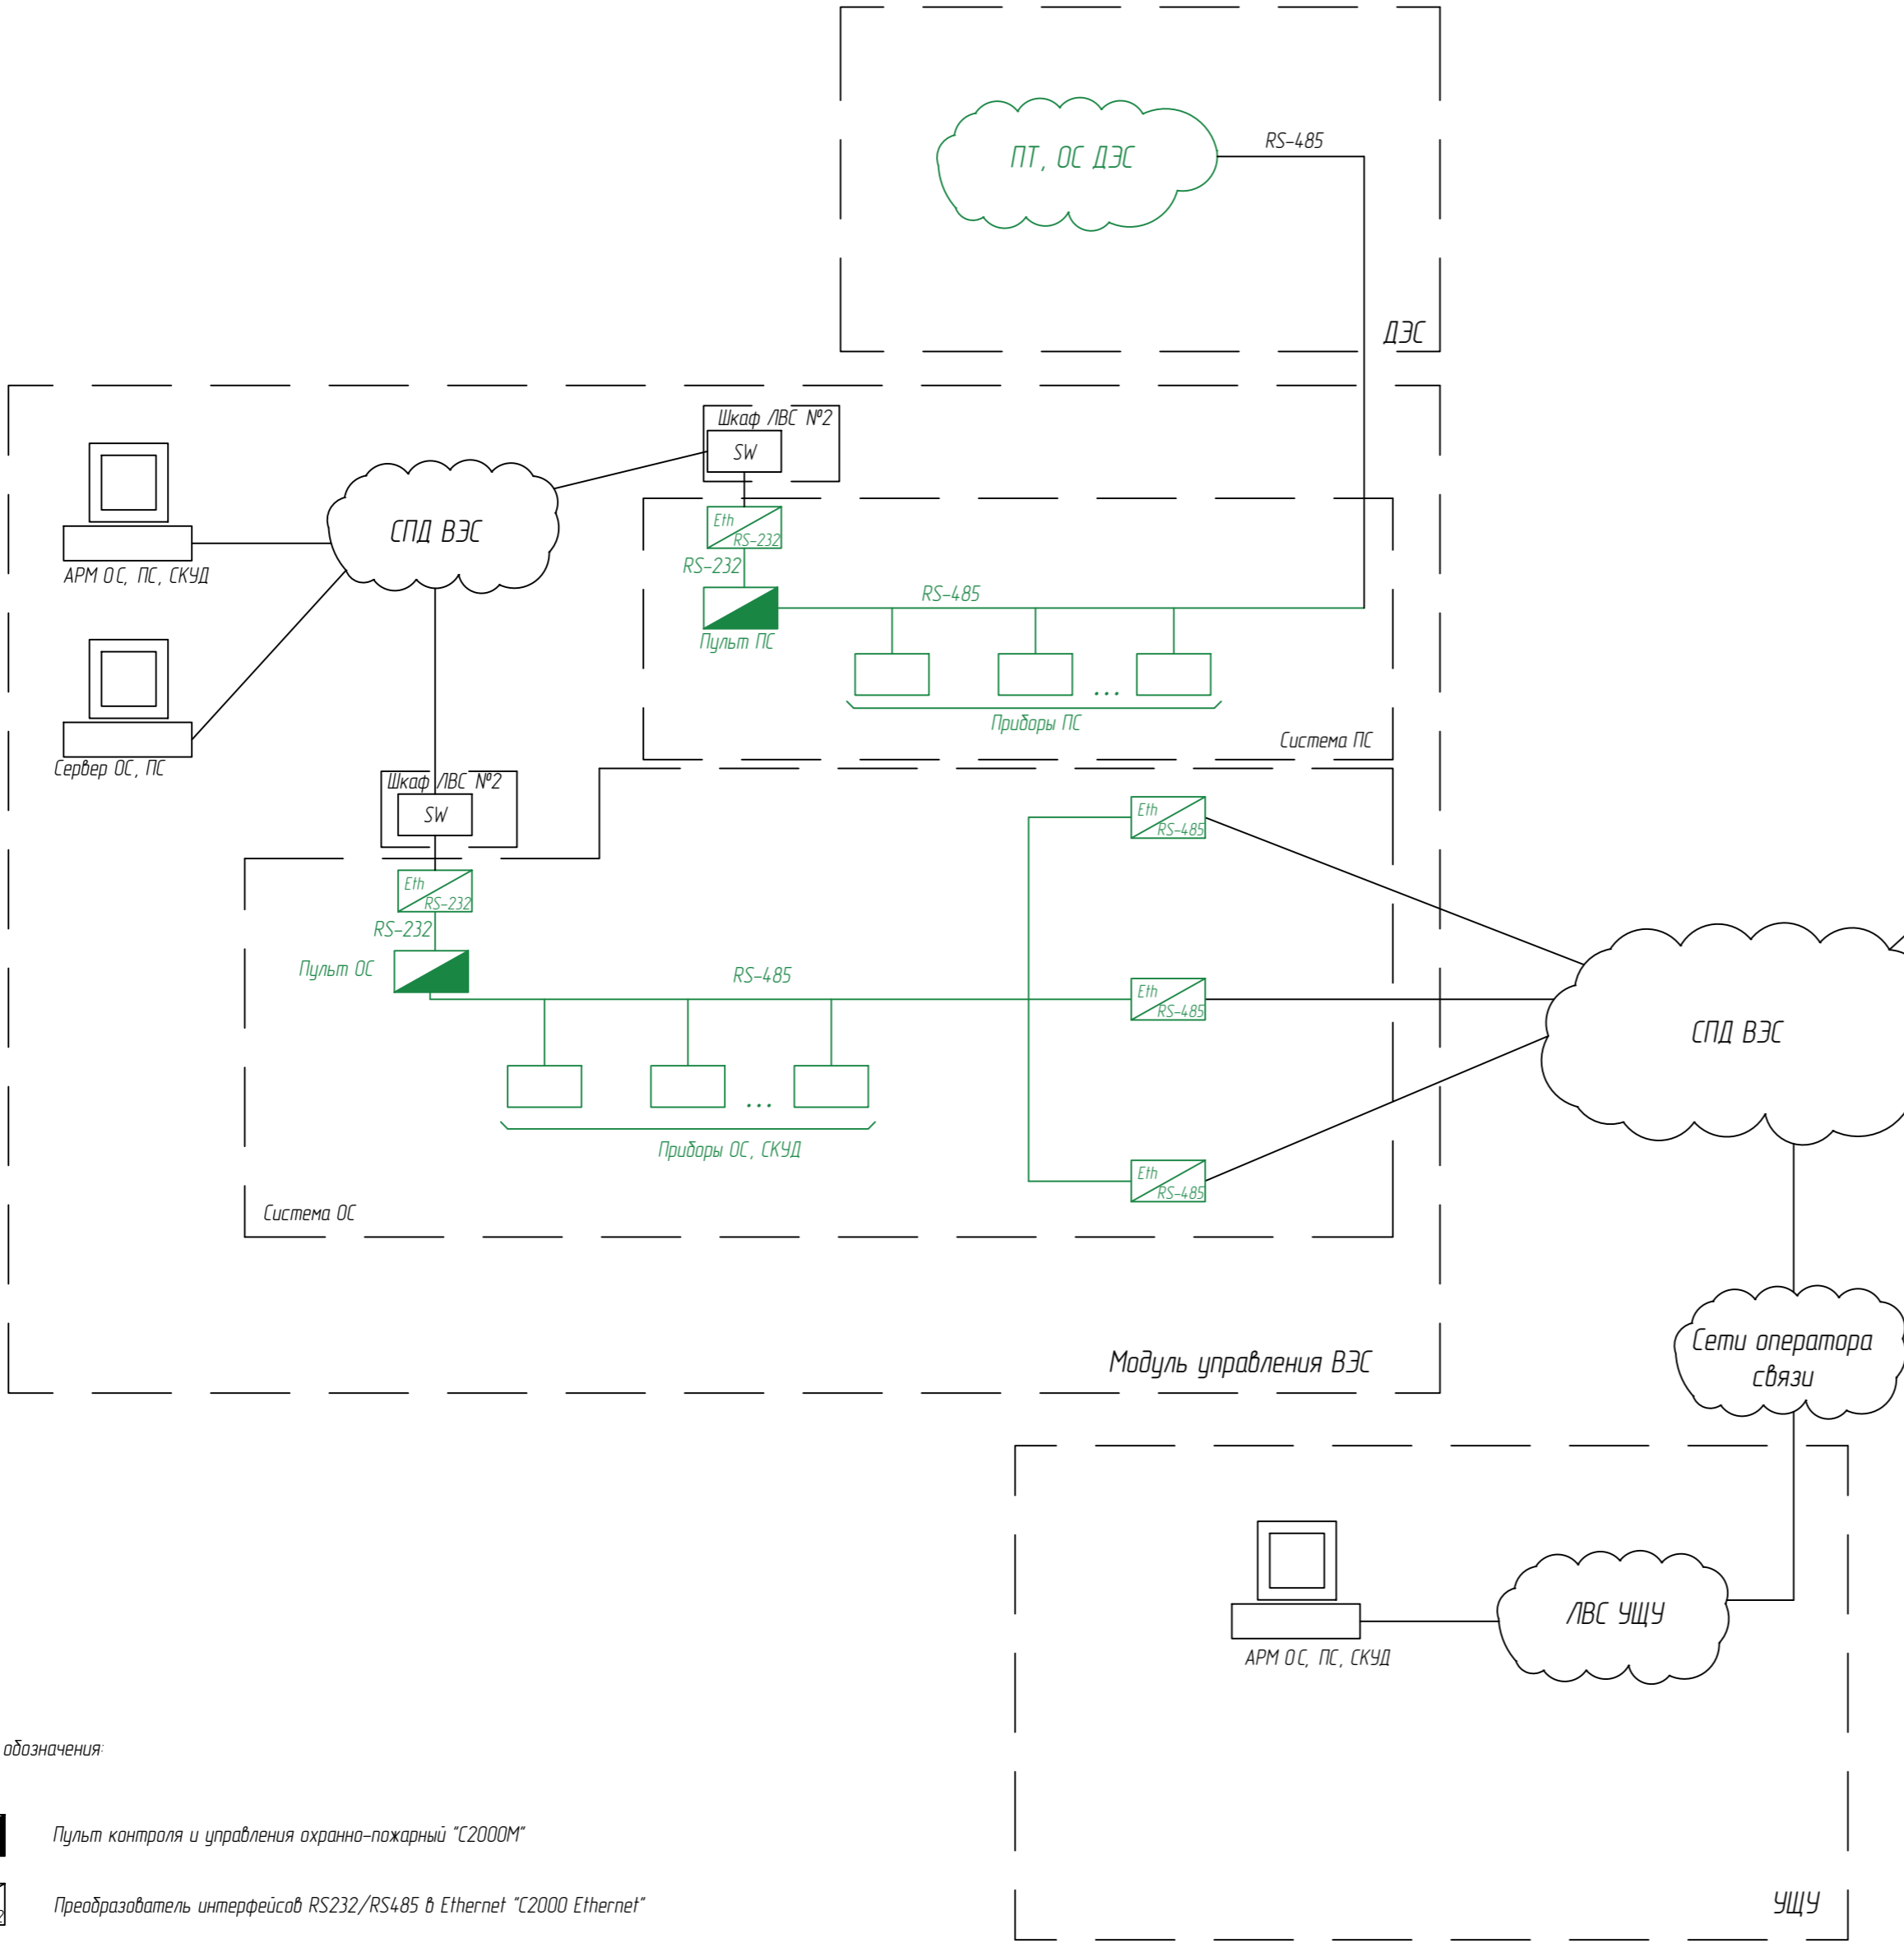 ПТ, ОС ДЭС
RS-485
ДЭС
Шкаф ЛВС №2
SW
СПД ВЭС
АРМ ОС, ПС, СКУД
Eth
RS-232
RS-232
RS-485
Пульт ПС
...
Приборы ПС
Система ПС
Сервер ОС, ПС
Шкаф ЛВС №2
SW
Eth
RS-485
Eth
RS-232
RS-232
Пульт ОС
RS-485
Eth
RS-485
СПД ВЭС
...
Приборы ОС, СКУД
Eth
RS-485
Система ОС
Модуль управления ВЭС
Сети оператора
связи
ЛВС УЩУ
АРМ ОС, ПС, СКУД
УЩУ
обозначения:
Пульт контроля и управления охранно-пожарный "С2000М"
2
Преобразователь интерфейсов RS232/RS485 в Ethernet "С2000 Ethernet"